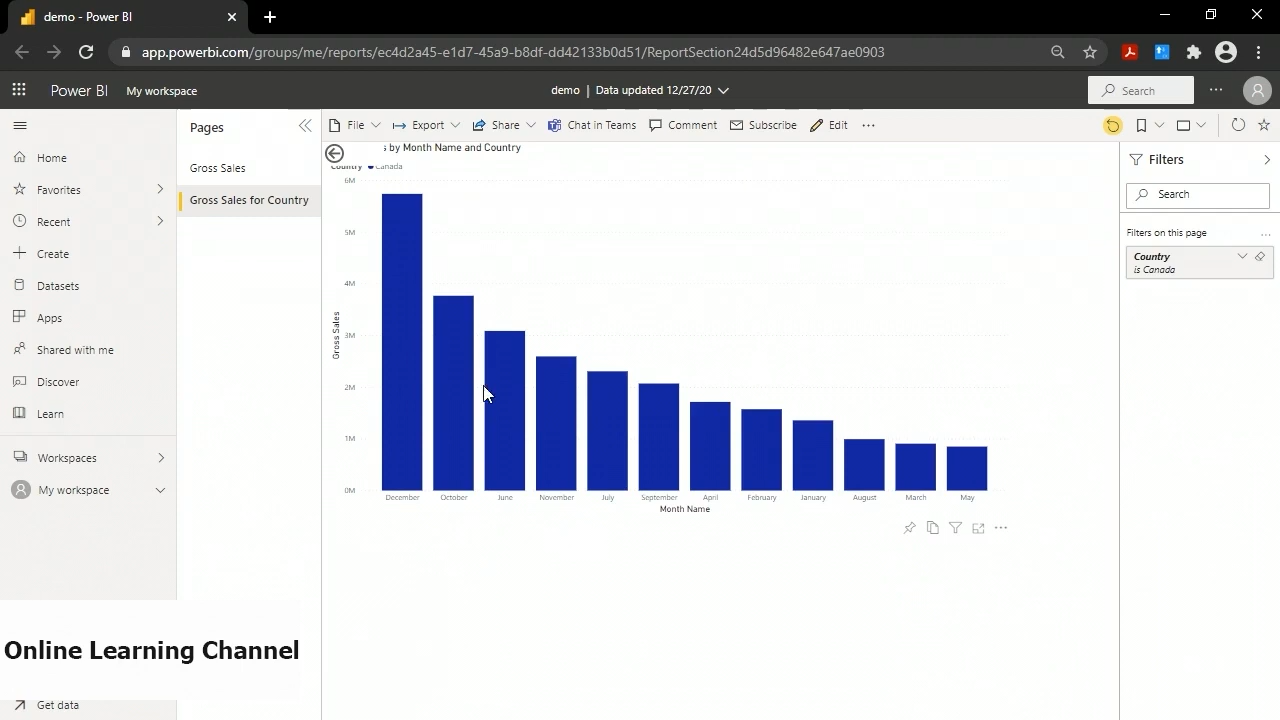 demo - Power BI
app.powerbi.com/groups/me/reports/ec4d2a45-e1d7-45a9-b8df-dd42133b0d51/ReportSection24d5d96482e647ae0903
Power BI My workspace demo | Data updated 12/27/20 Search
Pages
File Export Share Chat in Teams Comment Subscribe Edit
Home
Favorites
Recent
Create
Datasets
Apps
Shared with me
Discover
Learn
Workspaces
My workspace
Get data
Gross Sales
Gross Sales for Country
s by Month Name and Country
Country Canada
6M
5M
4M
3M
2M
1M
0M
Gross Sales
December October June November July September April February January August March May
Month Name
Filters
Search
Filters on this page
Country
is Canada
Online Learning Channel